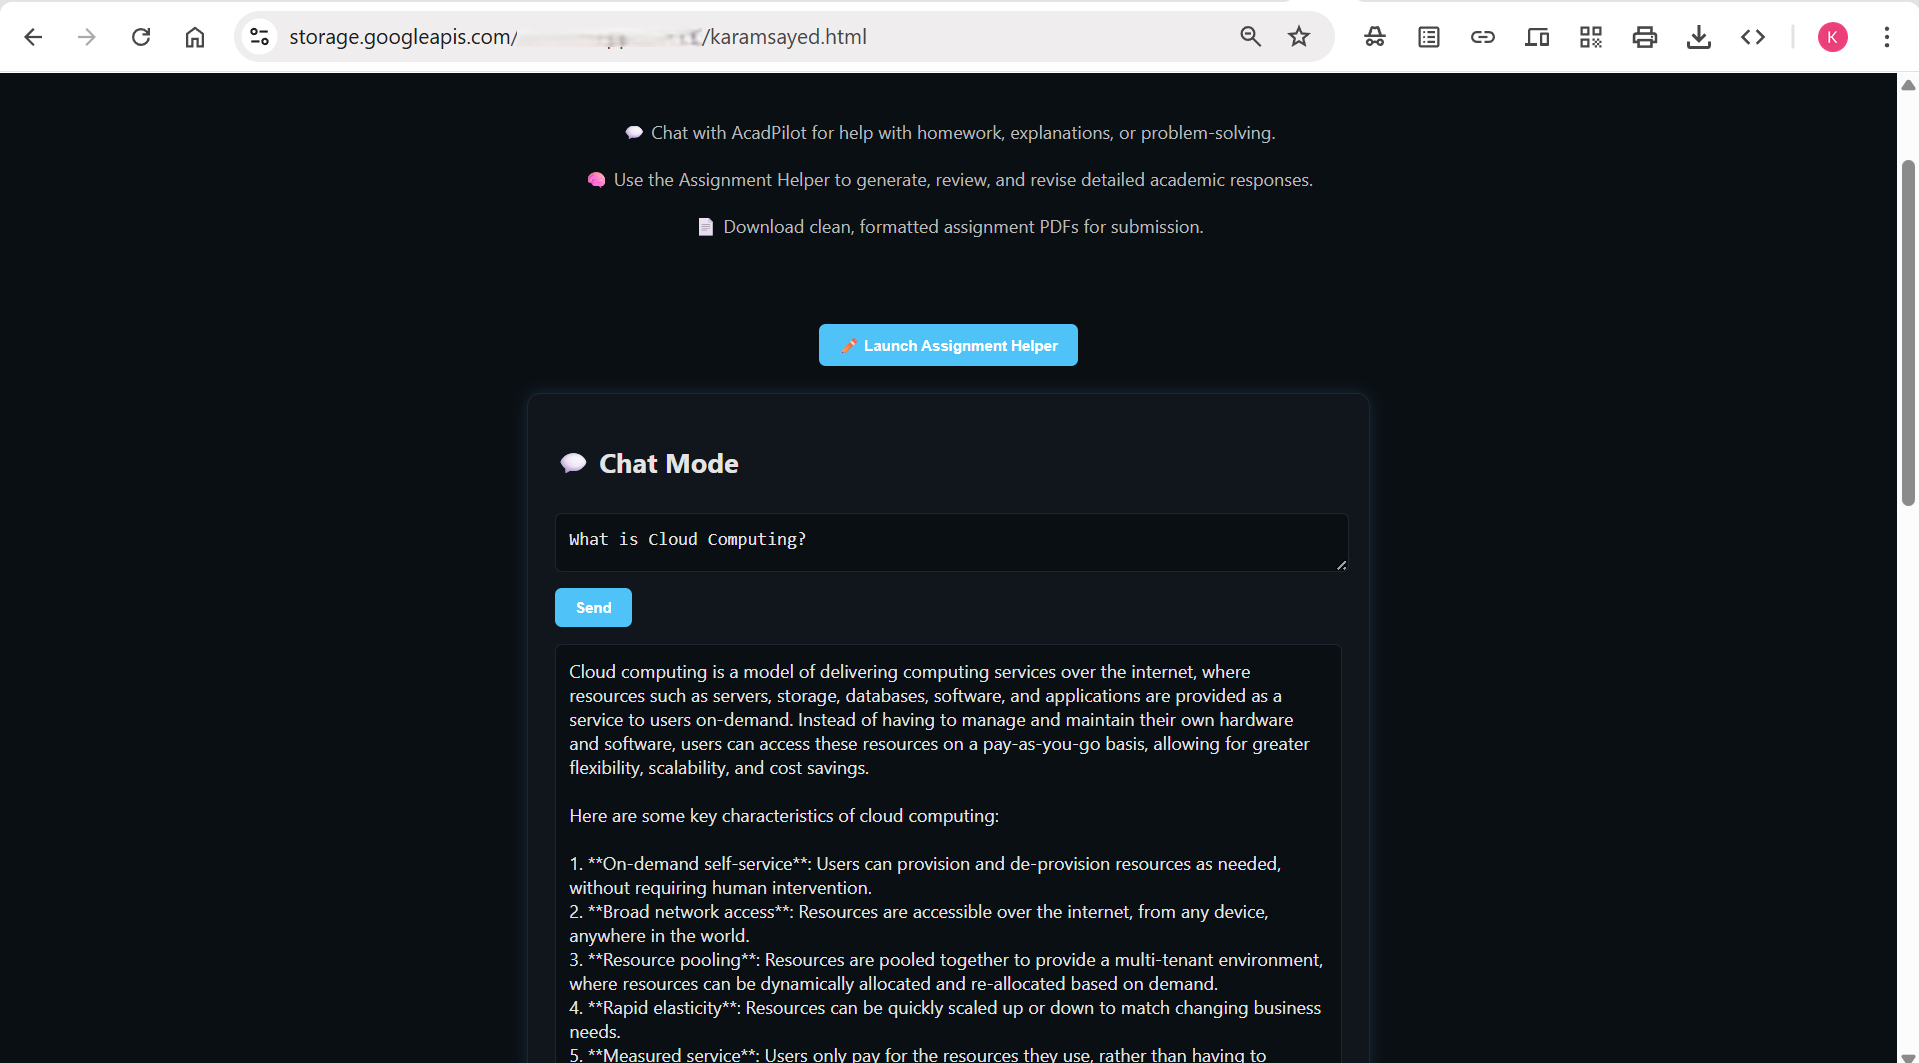 storage.googleapis.com/ /karamsayed.html
K
Chat with AcadPilot for help with homework, explanations, or problem-solving.
Use the Assignment Helper to generate, review, and revise detailed academic responses.
Download clean, formatted assignment PDFs for submission.
Launch Assignment Helper
Chat Mode
What is Cloud Computing?
Send
Cloud computing is a model of delivering computing services over the internet, where
resources such as servers, storage, databases, software, and applications are provided as a
service to users on-demand. Instead of having to manage and maintain their own hardware
and software, users can access these resources on a pay-as-you-go basis, allowing for greater
flexibility, scalability, and cost savings.
Here are some key characteristics of cloud computing:
1. **On-demand self-service**: Users can provision and de-provision resources as needed,
without requiring human intervention.
2. **Broad network access**: Resources are accessible over the internet, from any device,
anywhere in the world.
3. **Resource pooling**: Resources are pooled together to provide a multi-tenant environment,
where resources can be dynamically allocated and re-allocated based on demand.
4. **Rapid elasticity**: Resources can be quickly scaled up or down to match changing business
needs.
5. **Measured service**: Users only pay for the resources they use, rather than having to